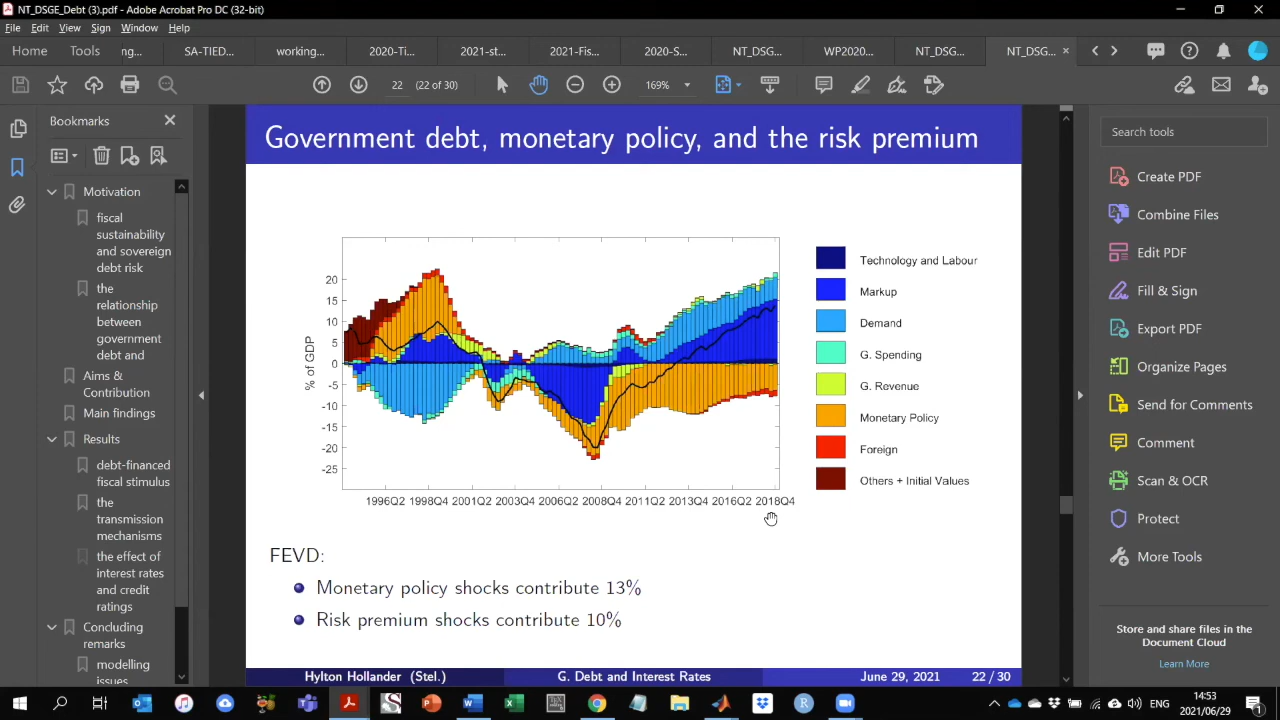 NT_DSGE_Debt (3).pdf - Adobe Acrobat Pro DC (32-bit)
File Edit View Sign Window Help
Home Tools ng... SA-TIED... working... 2020-Ti... 2021-st... 2021-Fis... 2020-S... NT_DSG... WP2020... NT_DSG... NT_DSG... ×
22 (22 of 30) 169%
Bookmarks
Motivation
fiscal
sustainability
and sovereign
debt risk
the
relationship
between
government
debt and
Aims &
Contribution
Main findings
Results
debt-financed
fiscal stimulus
the
transmission
mechanisms
the effect of
interest rates
and credit
ratings
Concluding
remarks
modelling
issues
Government debt, monetary policy, and the risk premium
% of GDP
20
15
10
5
0
-5
-10
-15
-20
-25
1996Q2 1998Q4 2001Q2 2003Q4 2006Q2 2008Q4 2011Q2 2013Q4 2016Q2 2018Q4
Technology and Labour
Markup
Demand
G. Spending
G. Revenue
Monetary Policy
Foreign
Others + Initial Values
FEVD:
Monetary policy shocks contribute 13%
Risk premium shocks contribute 10%
Hylton Hollander (Stel.) G. Debt and Interest Rates June 29, 2021 22 / 30
Search tools
Create PDF
Combine Files
Edit PDF
Fill & Sign
Export PDF
Organize Pages
Send for Comments
Comment
Scan & OCR
Protect
More Tools
Store and share files in the
Document Cloud
Learn More
ENG
14:53
2021/06/29